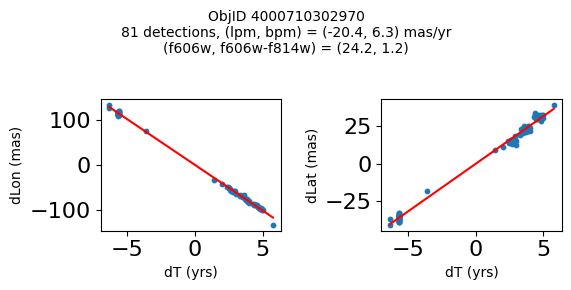 ObjID 4000710302970
81 detections, (lpm, bpm) = (-20.4, 6.3) mas/yr
(f606w, f606w-f814w) = (24.2, 1.2)
dLon (mas)
100
0
−100
−5
0
5
dT (yrs)
dLat (mas)
25
0
−25
−5
0
5
dT (yrs)